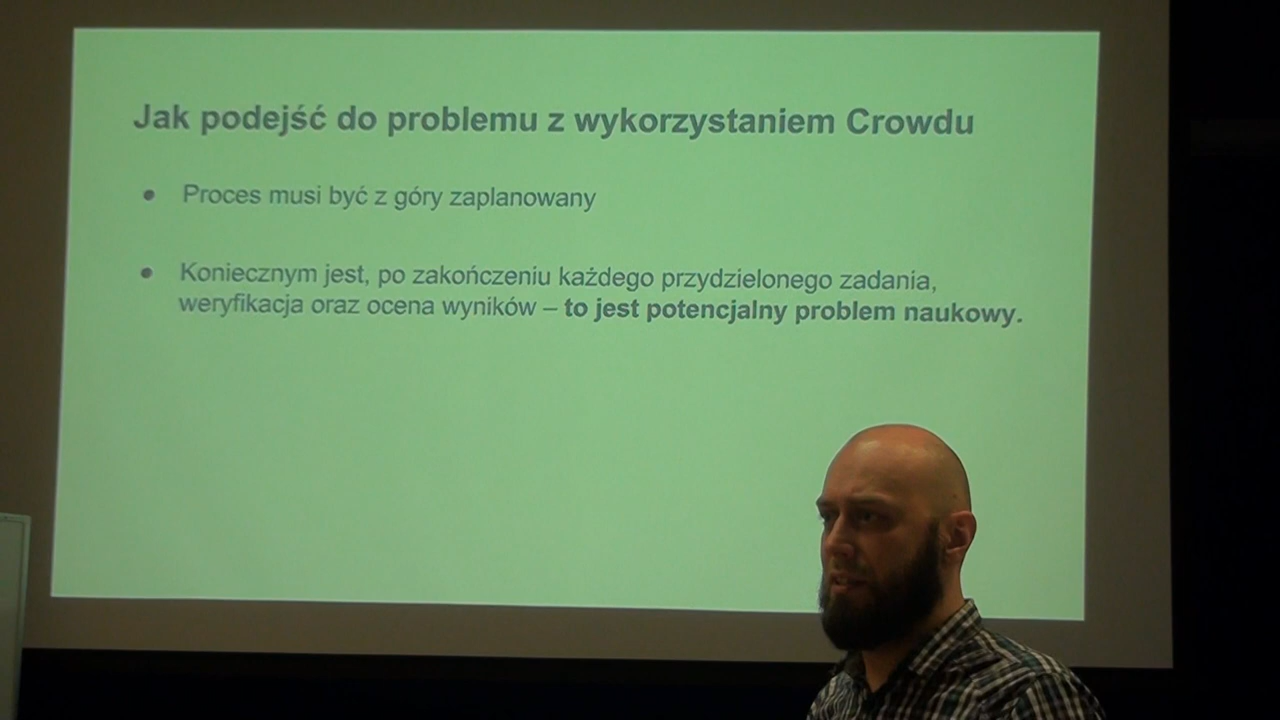 Jak podejść do problemu z wykorzystaniem Crowdu
● Proces musi być z góry zaplanowany
● Koniecznym jest, po zakończeniu każdego przydzielonego zadania,
weryfikacja oraz ocena wyników – to jest potencjalny problem naukowy.